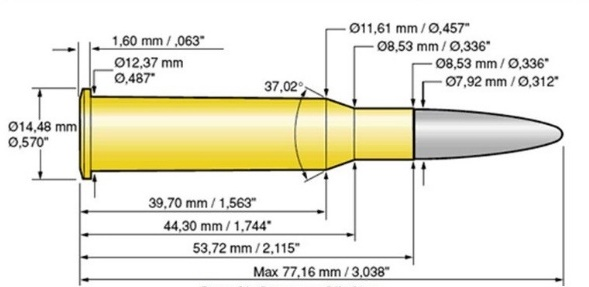 1,60 mm / ,063"
Ø11,61 mm / Ø,457"
Ø8,53 mm / Ø,336"
Ø12,37 mm
Ø,487"
Ø8,53 mm / Ø,336"
37,02°
Ø7,92 mm / Ø,312"
Ø14,48 mm
Ø,570"
39,70 mm / 1,563"
44,30 mm / 1,744"
53,72 mm / 2,115"
Max 77,16 mm / 3,038"